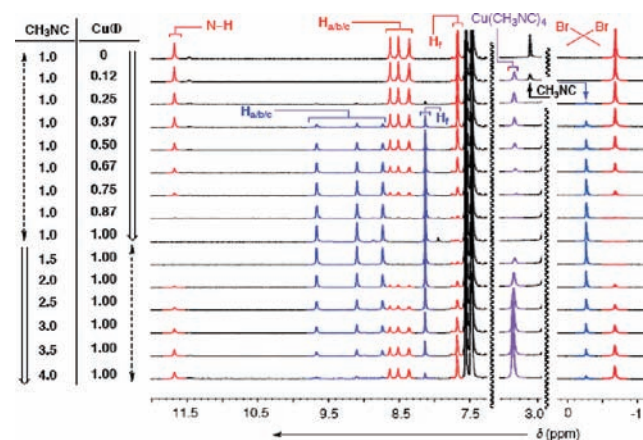 CH₃NC Cu(I)
1.0 0
1.0 0.12
1.0 0.25
1.0 0.37
1.0 0.50
1.0 0.67
1.0 0.75
1.0 0.87
1.0 1.00
1.5 1.00
2.0 1.00
2.5 1.00
3.0 1.00
3.5 1.00
4.0 1.00
N–H
Ha/b/c
Hf
Cu(CH₃NC)₄
Br Br
CH₃NC
Ha/b/c
Hf
11.5 10.5 9.5 8.5 7.5 3.0 0 -1
δ (ppm)